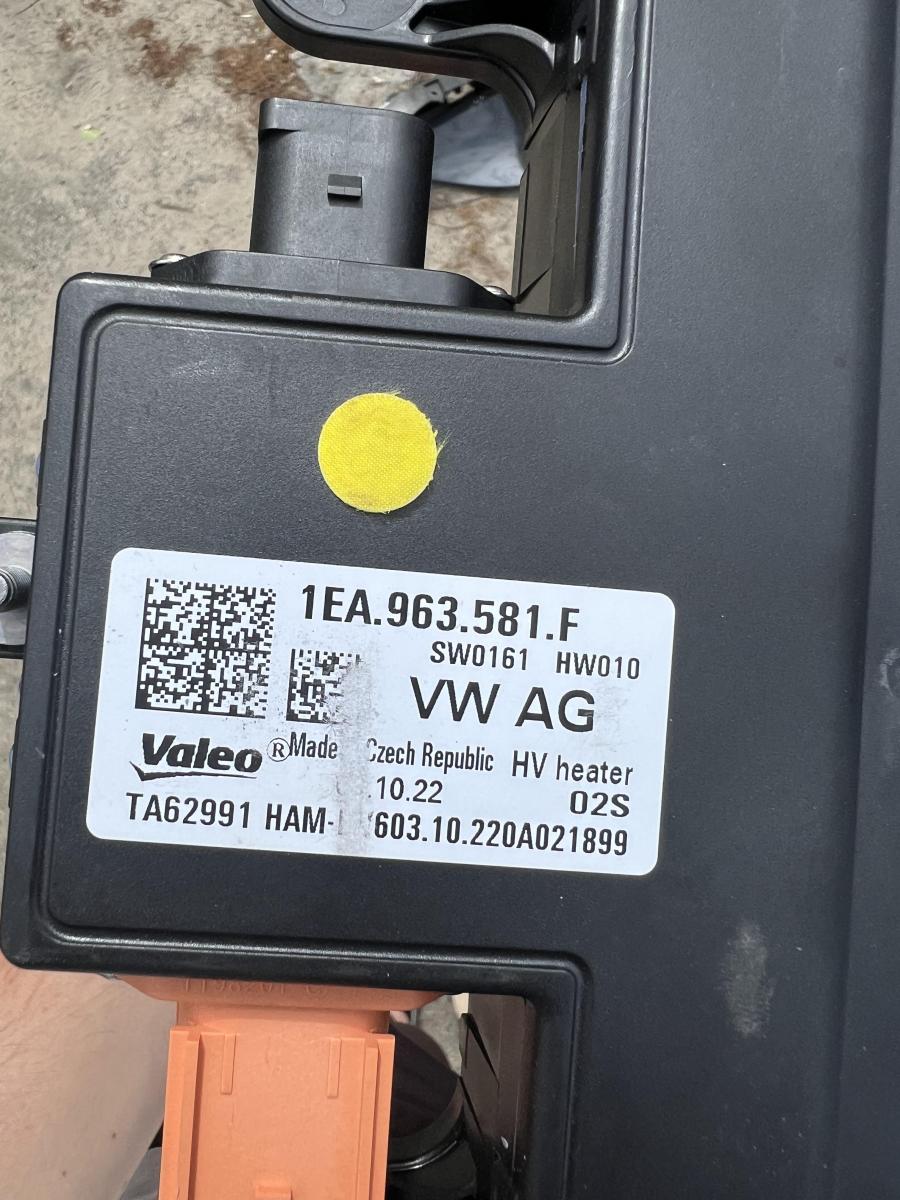 1EA.963.581.F
SW0161 HW010
VW AG
Valeo ® Made Czech Republic HV heater
.10.22 02S
TA62991 HAM- 603.10.220A021899